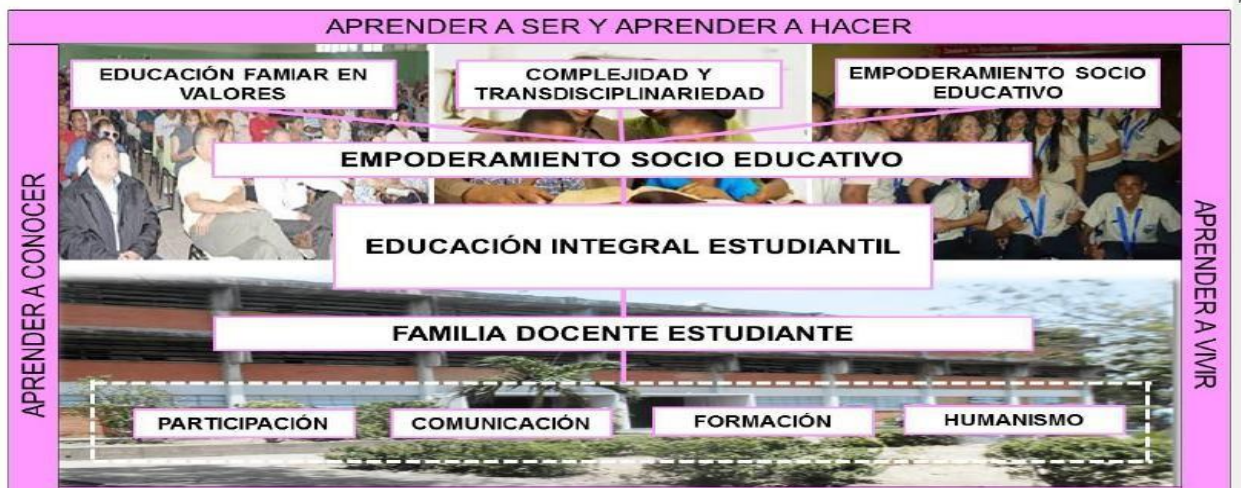 APRENDER A SER Y APRENDER A HACER
APRENDER A CONOCER
EDUCACIÓN FAMIAR EN
VALORES
COMPLEJIDAD Y
TRANSDISCIPLINARIEDAD
EMPODERAMIENTO SOCIO
EDUCATIVO
EMPODERAMIENTO SOCIO EDUCATIVO
EDUCACIÓN INTEGRAL ESTUDIANTIL
FAMILIA DOCENTE ESTUDIANTE
PARTICIPACIÓN
COMUNICACIÓN
FORMACIÓN
HUMANISMO
APRENDER A VIVIR